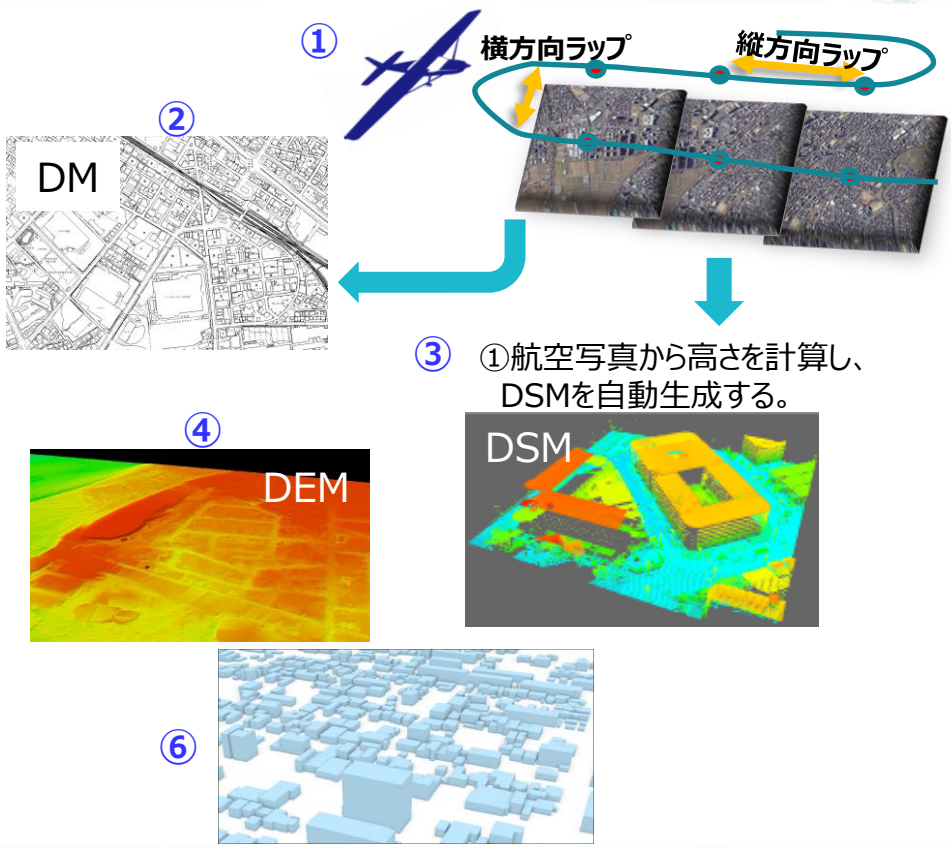 ①
横方向ラップ
縦方向ラップ
②
DM
③
①航空写真から高さを計算し、
DSMを自動生成する。
④
DEM
DSM
⑥